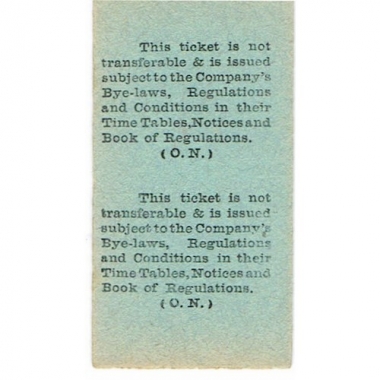 This ticket is not
transferable & is issued
subject to the Company's
Bye-laws, Regulations
and Conditions in their
Time Tables,Notices and
Book of Regulations.
(O.N.)
This ticket is not
transferable & is issued
subject to the Company's
Bye-laws, Regulations
and Conditions in their
Time Tables,Notices and
Book of Regulations.
(O.N.)